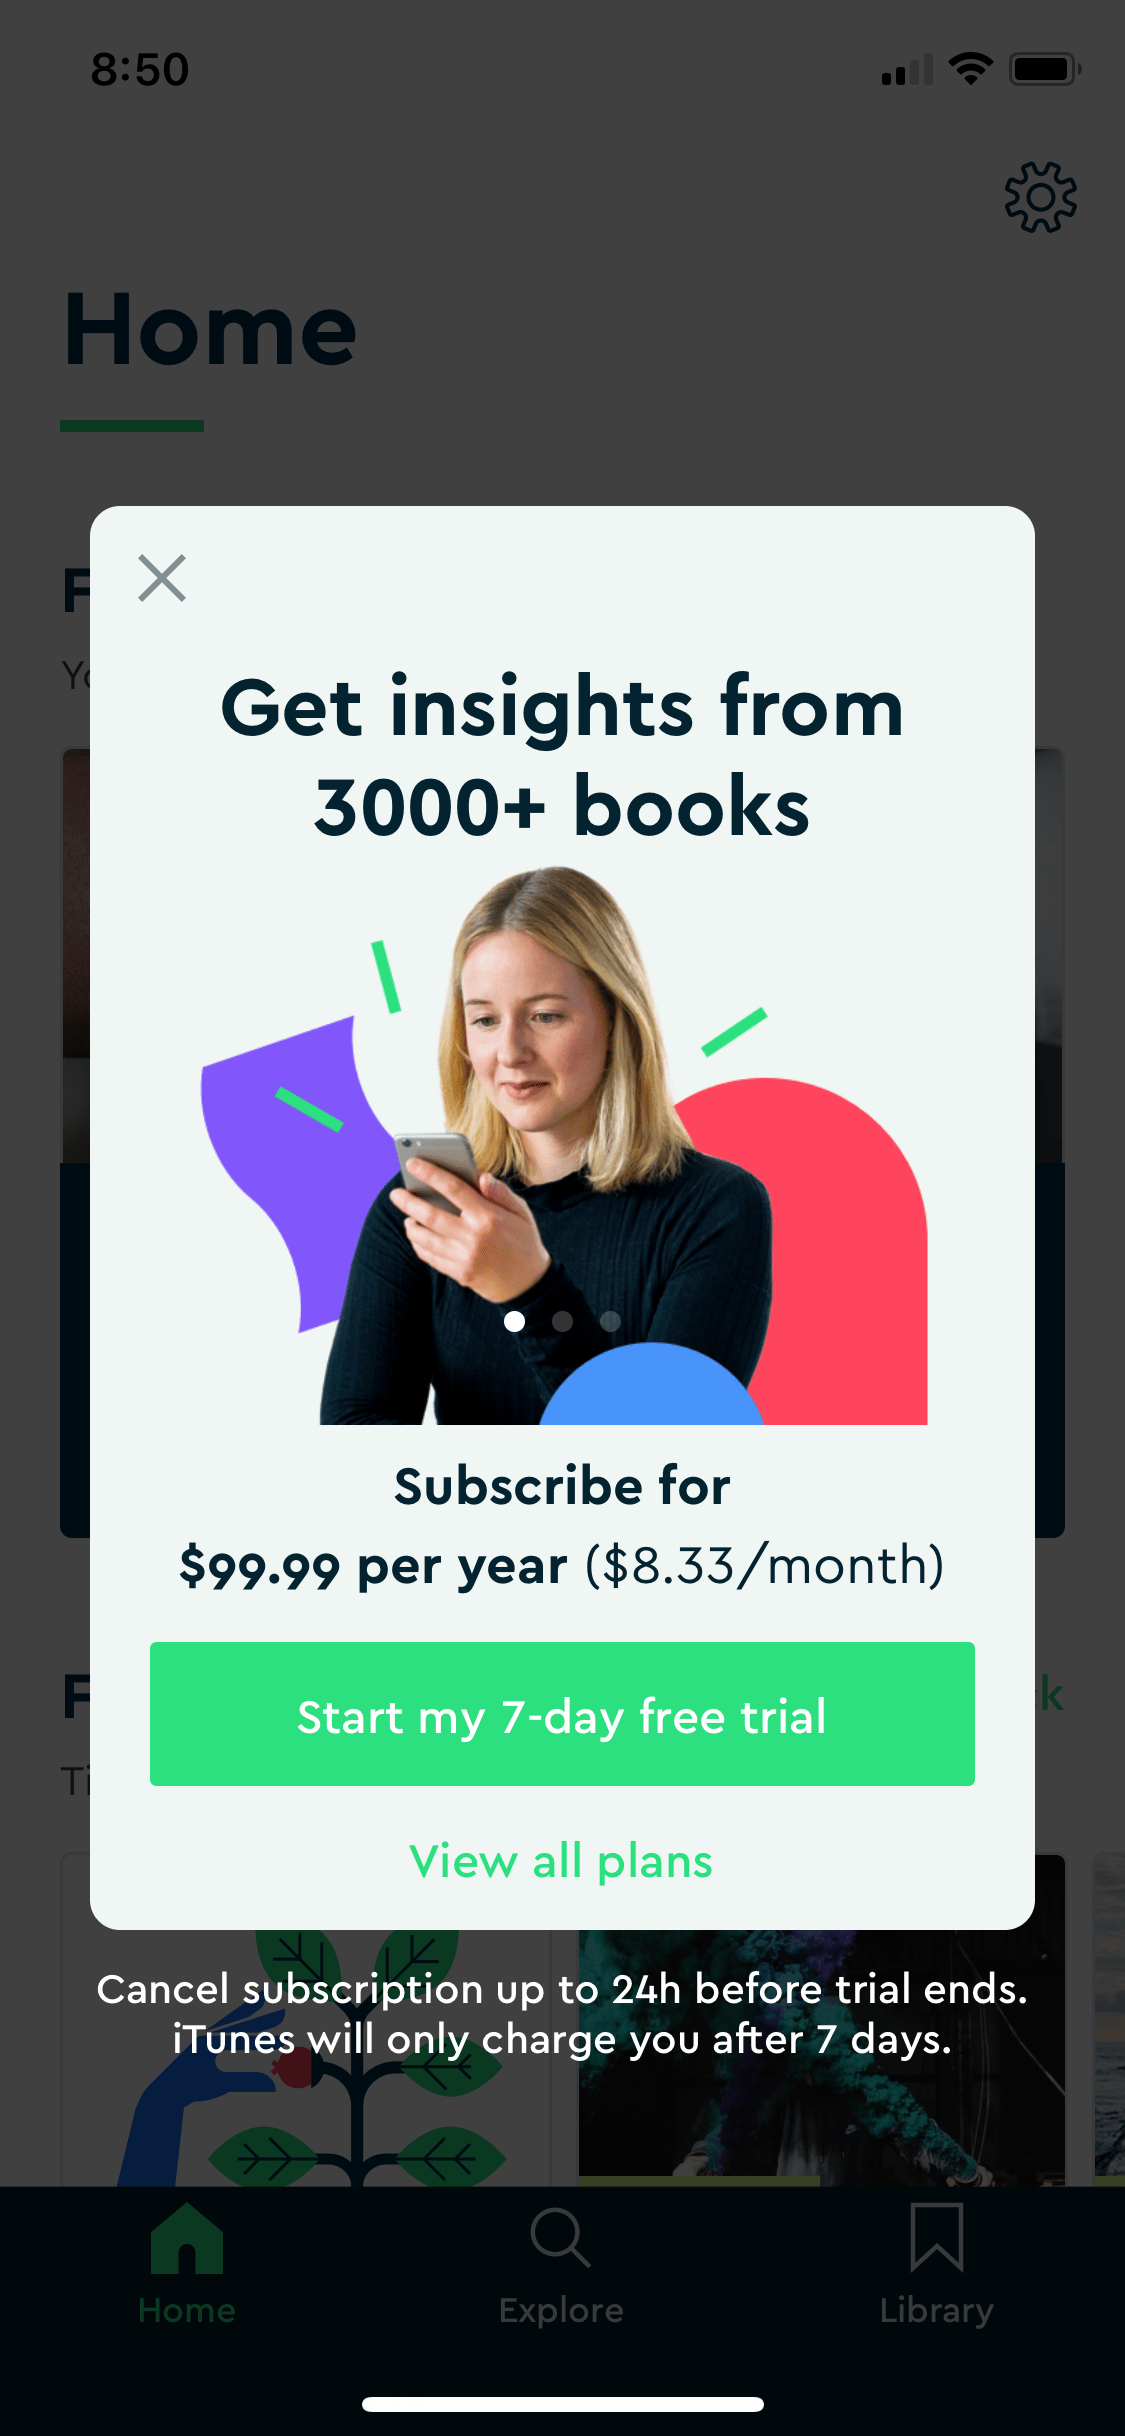 8:50
Home
Get insights from
3000+ books
Subscribe for
$99.99 per year ($8.33/month)
Start my 7-day free trial
View all plans
Cancel subscription up to 24h before trial ends.
iTunes will only charge you after 7 days.
Home
Explore
Library